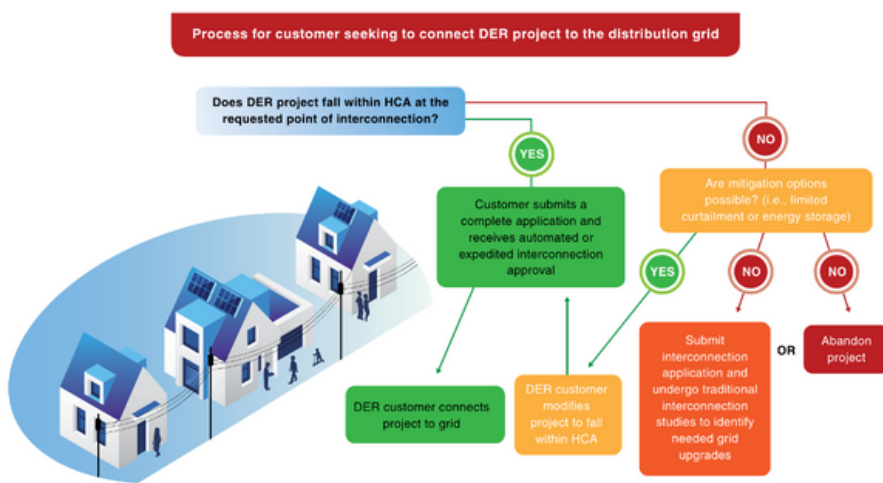 Process for customer seeking to connect DER project to the distribution grid
Does DER project fall within HCA at the
requested point of interconnection?
YES
NO
Customer submits a
complete application and
receives automated or
expedited interconnection
approval
Are mitigation options
possible? (i.e., limited
curtailment or energy storage)
YES
NO
NO
DER customer connects
project to grid
DER customer
modifies
project to fall
within HCA
Submit
interconnection
application and
undergo traditional
interconnection
studies to identify
needed grid
upgrades
OR
Abandon
project